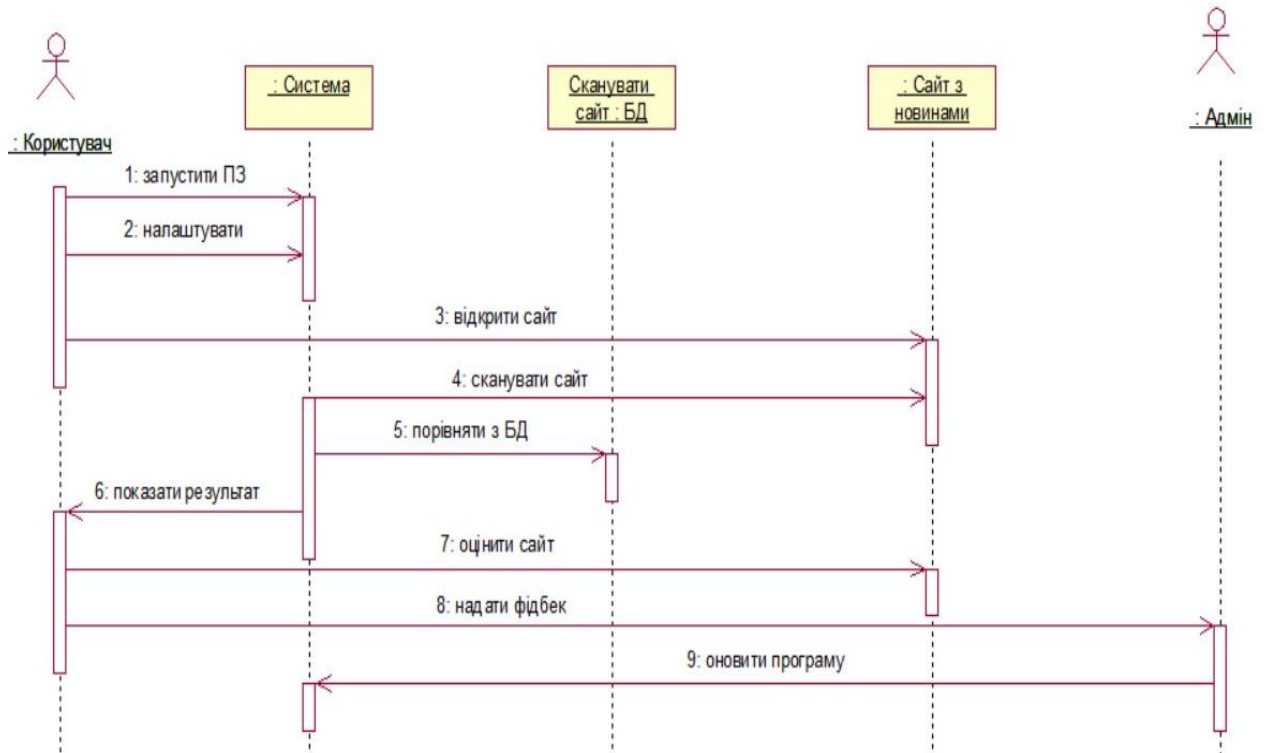 : Система
Сканувати
сайт : БД
: Сайт з
новинами
: Адмін
: Користувач
1: запустити ПЗ
2: налаштувати
3: відкрити сайт
4: сканувати сайт
5: порівняти з БД
6: показати результат
7: оцінити сайт
8: надати фідбек
9: оновити програму